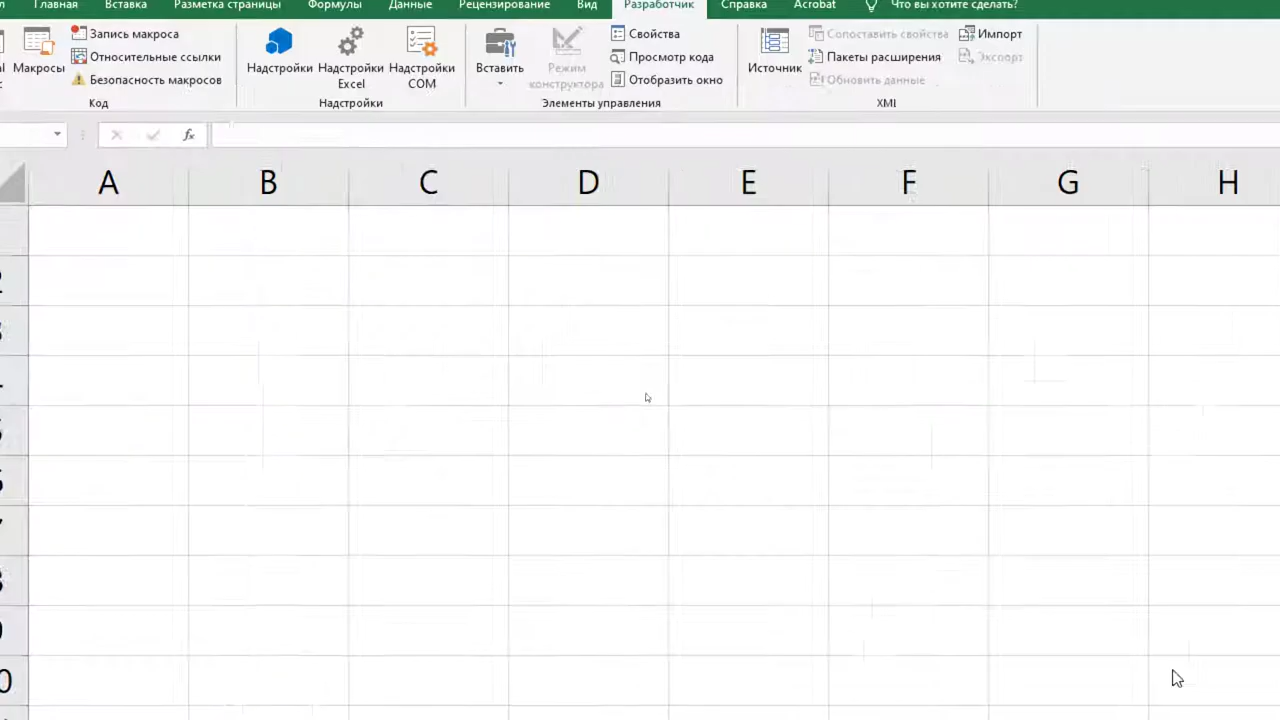 Главная Вставка Разметка страницы Формулы Данные Рецензирование Вид Разработчик Справка Acrobat Что вы хотите сделать?
Макросы
Запись макроса
Относительные ссылки
Безопасность макросов
Код
Надстройки
Надстройки
Excel
Надстройки
COM
Надстройки
Вставить
Режим
конструктора
Свойства
Просмотр кода
Отобразить окно
Элементы управления
Источник
Сопоставить свойства
Пакеты расширения
Обновить данные
Импорт
Экспорт
XML
fx
A B C D E F G H